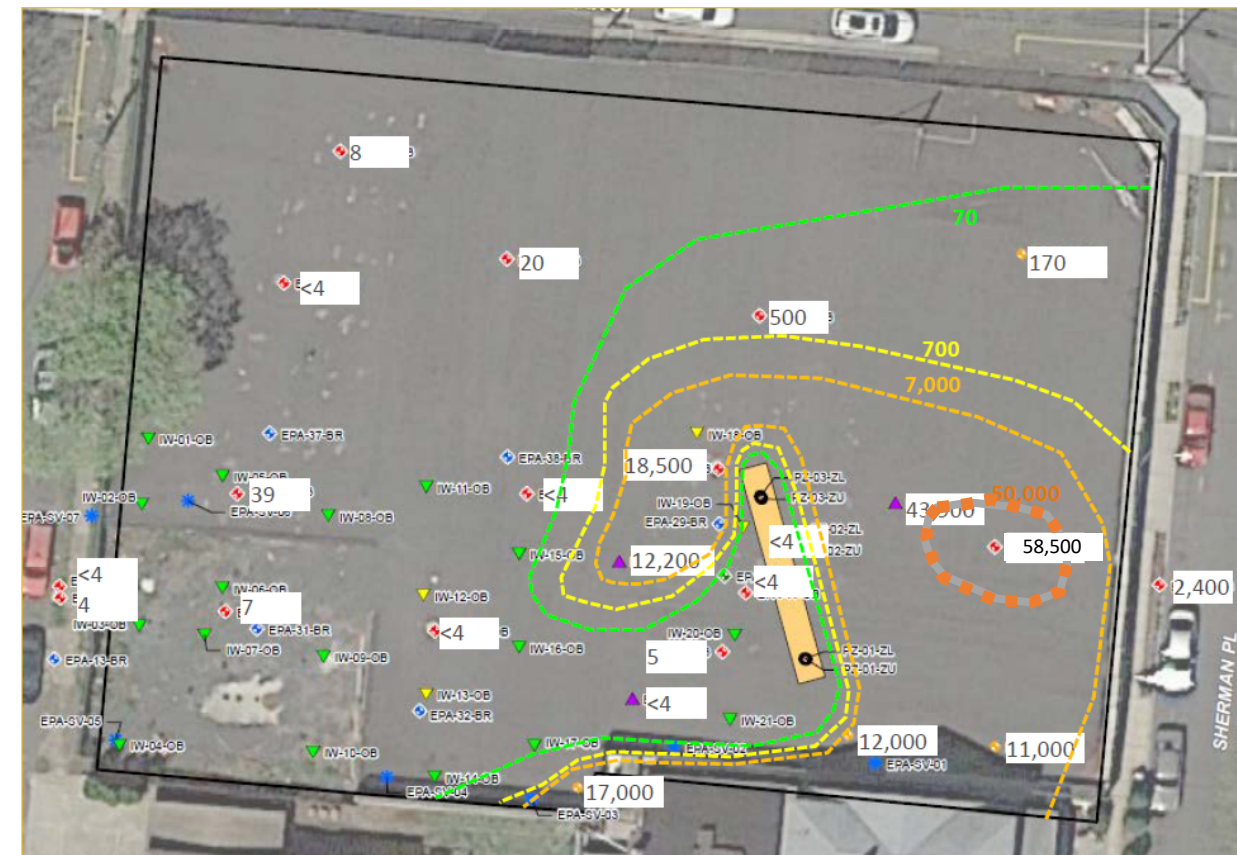 8
20
<4
170
500
70
700
7,000
IW-01-OB
EPA-37-BR
IW-18-OB
EPA-38-BR
18,500
PZ-03-ZL
PZ-03-ZU
IW-05-OB
39
IW-11-OB
<4
IW-02-OB
EPA-SV-07
IW-08-OB
IW-19-OB
EPA-29-BR
50,000
<4
58,500
IW-15-OB
12,200
<4
<4
4
IW-06-OB
7
IW-12-OB
2,400
IW-03-OB
EPA-31-BR
<4
IW-20-OB
IW-07-OB
IW-09-OB
IW-16-OB
5
PZ-01-ZL
PZ-01-ZU
EPA-13-BR
SHERMAN PL
IW-13-OB
EPA-32-BR
<4
IW-21-OB
EPA-SV-05
IW-04-OB
IW-10-OB
IW-17-OB
EPA-SV-02
12,000
11,000
EPA-SV-01
IW-14-OB
EPA-SV-04
17,000
EPA-SV-03